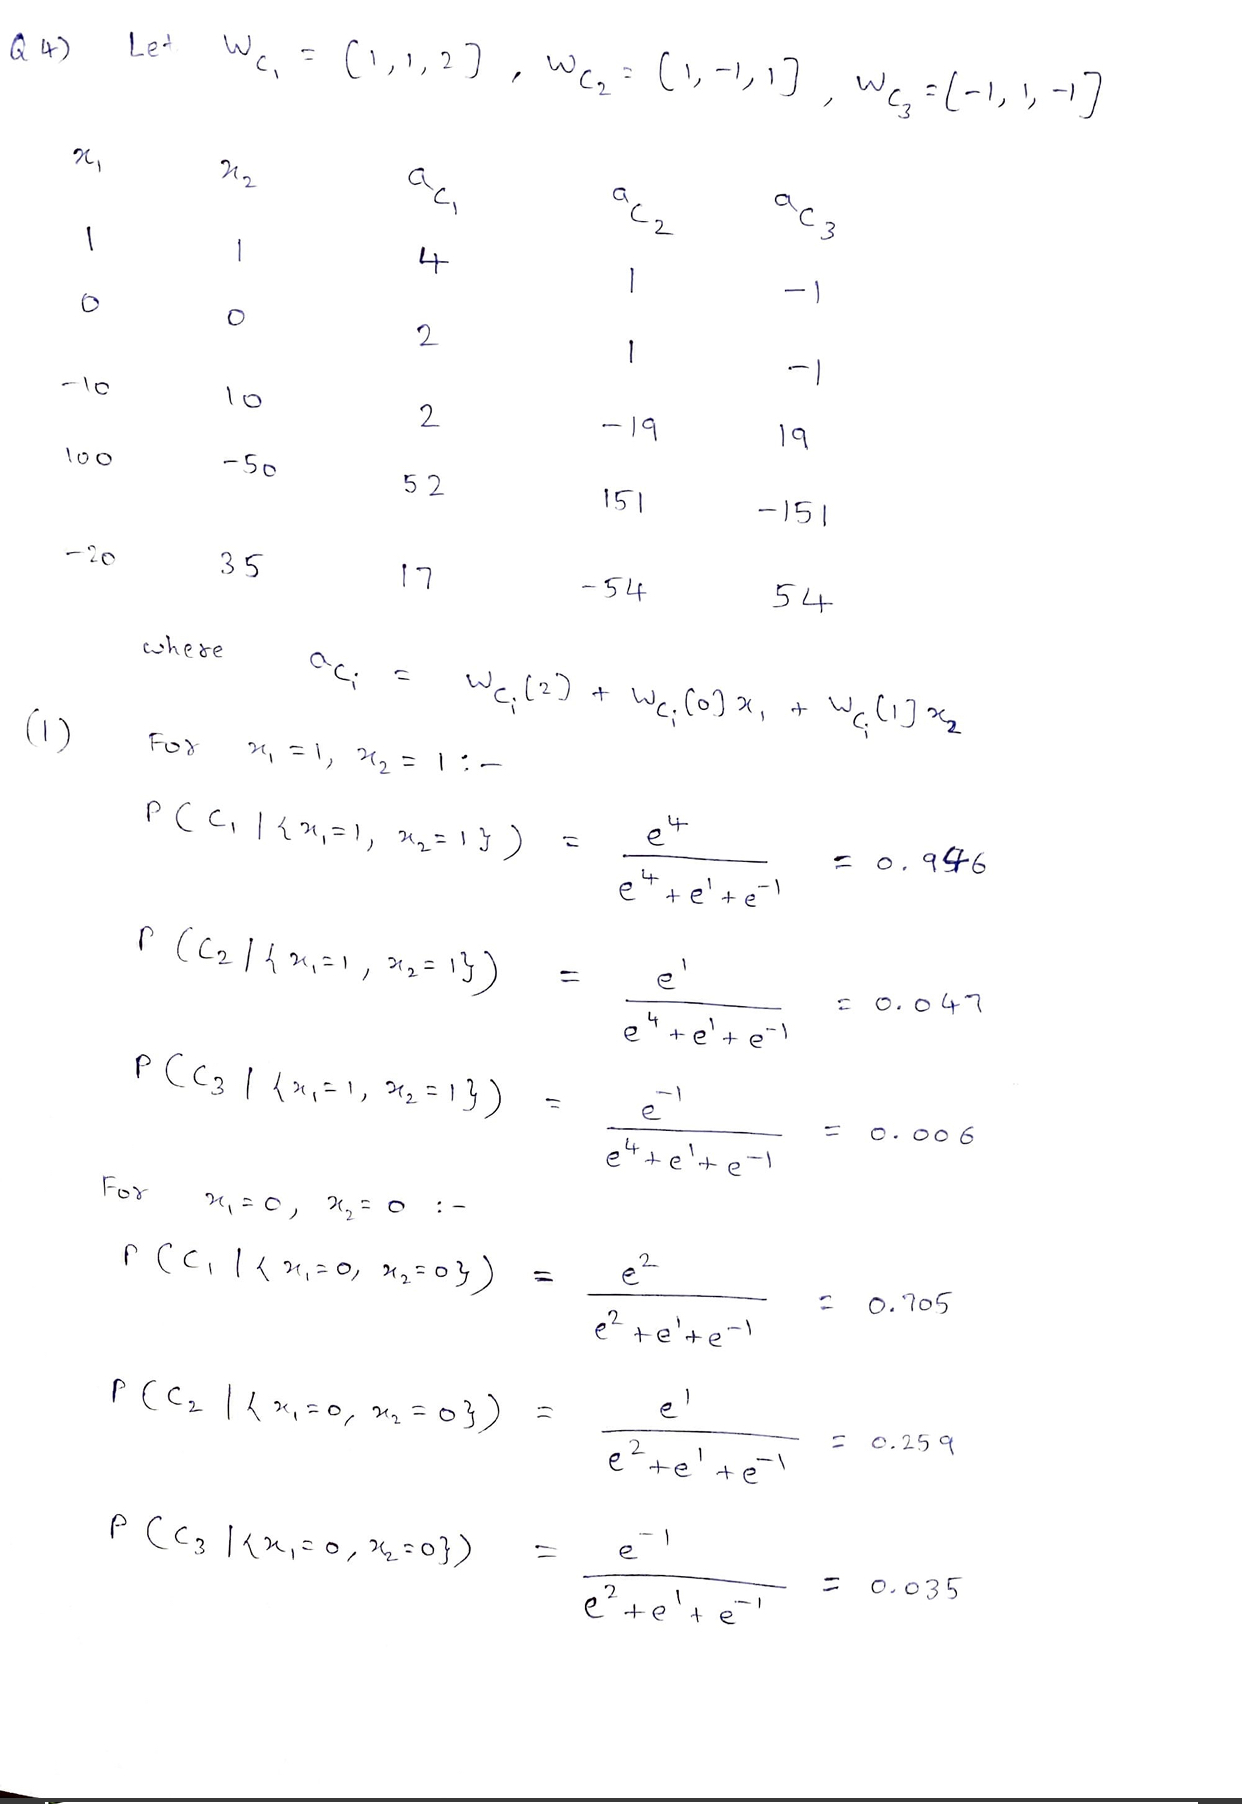 Q4) Let W_{C_1} = [1,1,2], W_{C_2} = [1,-1,1], W_{C_3} = [-1,1,-1]
x_1 x_2 a_{C_1} a_{C_2} a_{C_3}
1 1 4 1 -1
0 0 2 1 -1
-10 10 2 -19 19
100 -50 52 151 -151
-20 35 17 -54 54
where a_{C_i} = W_{C_i}[2] + W_{C_i}[0] x_1 + W_{C_i}[1] x_2
(1) For x_1 = 1, x_2 = 1 :-
P(C_1 | {x_1=1, x_2=1}) = e^4 / (e^4 + e^1 + e^{-1}) = 0.946
P(C_2 | {x_1=1, x_2=1}) = e^1 / (e^4 + e^1 + e^{-1}) = 0.047
P(C_3 | {x_1=1, x_2=1}) = e^{-1} / (e^4 + e^1 + e^{-1}) = 0.006
For x_1 = 0, x_2 = 0 :-
P(C_1 | {x_1=0, x_2=0}) = e^2 / (e^2 + e^1 + e^{-1}) = 0.705
P(C_2 | {x_1=0, x_2=0}) = e^1 / (e^2 + e^1 + e^{-1}) = 0.259
P(C_3 | {x_1=0, x_2=0}) = e^{-1} / (e^2 + e^1 + e^{-1}) = 0.035